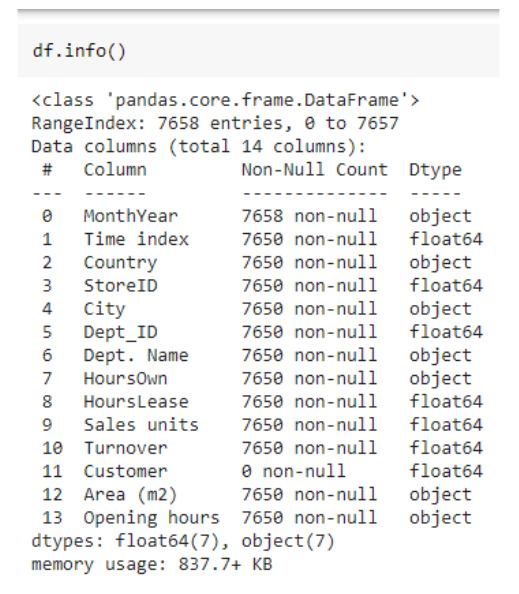 df.info()
<class 'pandas.core.frame.DataFrame'>
RangeIndex: 7658 entries, 0 to 7657
Data columns (total 14 columns):
 #   Column         Non-Null Count  Dtype
---  ------         --------------  -----
 0   MonthYear      7658 non-null   object
 1   Time index     7650 non-null   float64
 2   Country        7650 non-null   object
 3   StoreID        7650 non-null   float64
 4   City           7650 non-null   object
 5   Dept_ID        7650 non-null   float64
 6   Dept. Name     7650 non-null   object
 7   HoursOwn       7650 non-null   object
 8   HoursLease     7650 non-null   float64
 9   Sales units    7650 non-null   float64
 10  Turnover       7650 non-null   float64
 11  Customer       0 non-null      float64
 12  Area (m2)      7650 non-null   object
 13  Opening hours  7650 non-null   object
dtypes: float64(7), object(7)
memory usage: 837.7+ KB